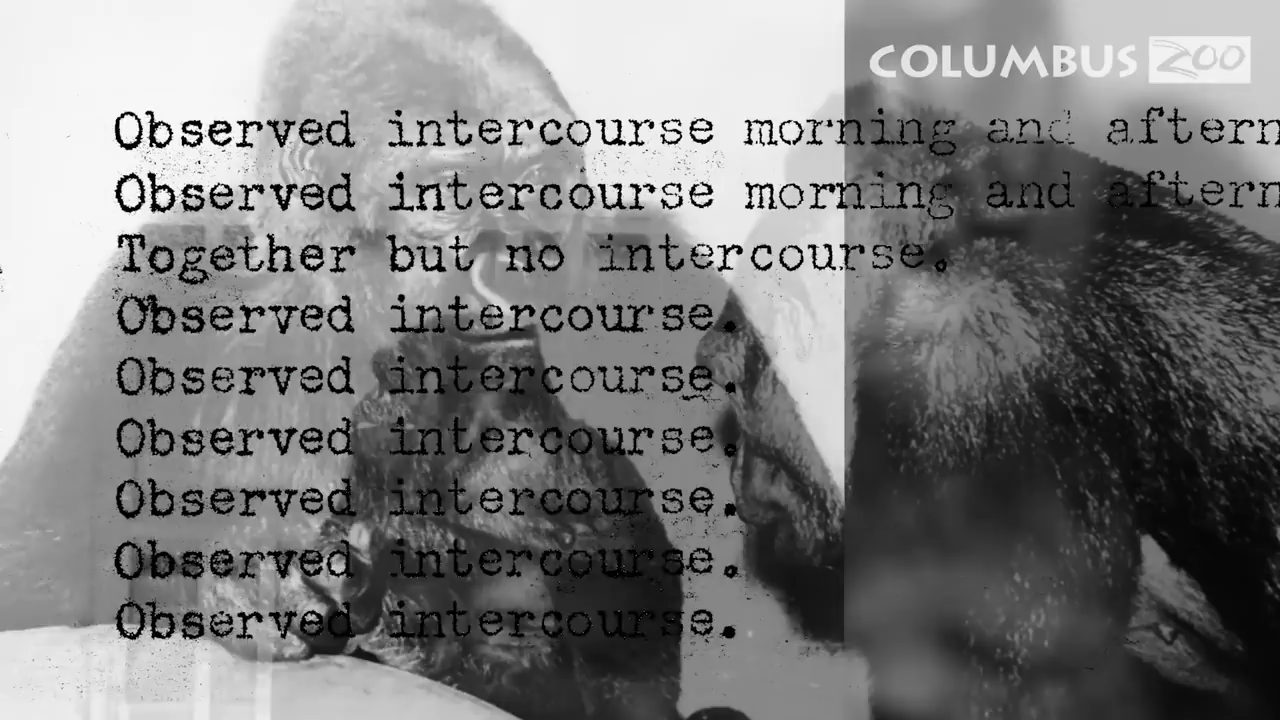 COLUMBUS ZOO
Observed intercourse morning and aftern
Observed intercourse morning and aftern
Together but no intercourse.
Observed intercourse.
Observed intercourse.
Observed intercourse.
Observed intercourse.
Observed intercourse.
Observed intercourse.